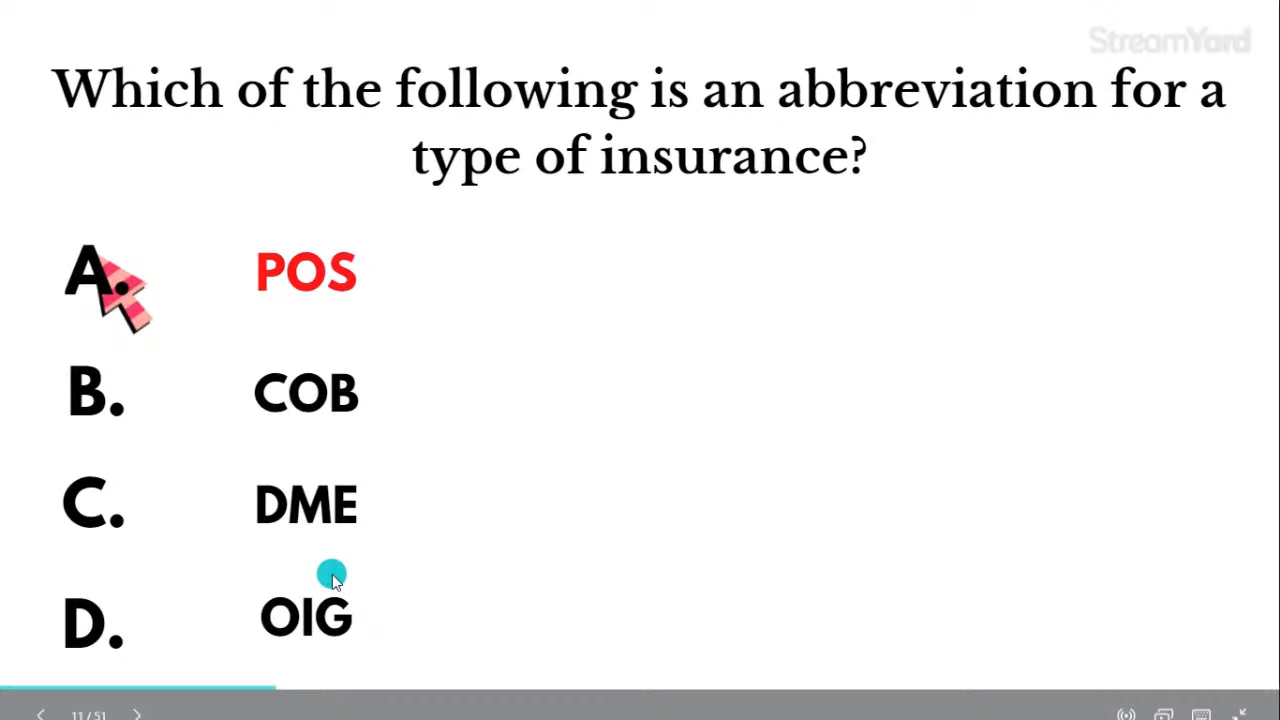 StreamYard
Which of the following is an abbreviation for a
type of insurance?
A. POS
B. COB
C. DME
D. OIG
11 / 51